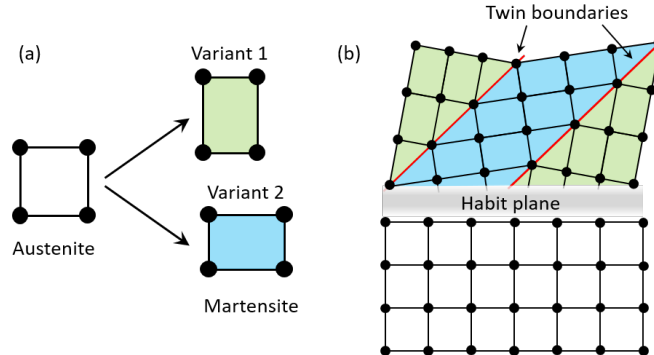 (a)
Variant 1
Austenite
Variant 2
Martensite
(b)
Twin boundaries
Habit plane